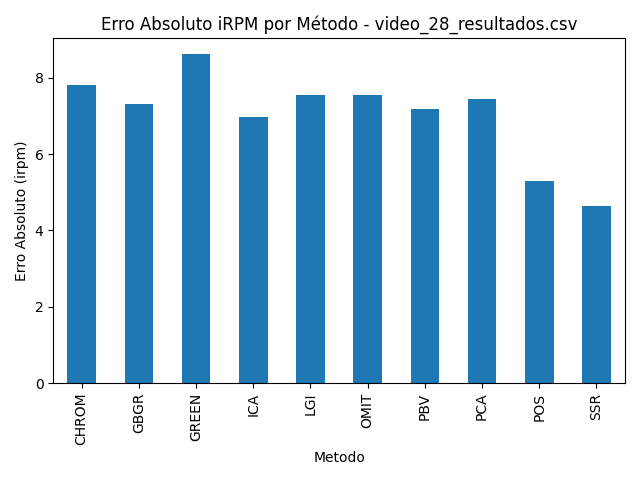 Erro Absoluto iRPM por Método - video_28_resultados.csv
Erro Absoluto (irpm)
8
6
4
2
0
CHROM
GBGR
GREEN
ICA
LGI
OMIT
PBV
PCA
POS
SSR
Metodo